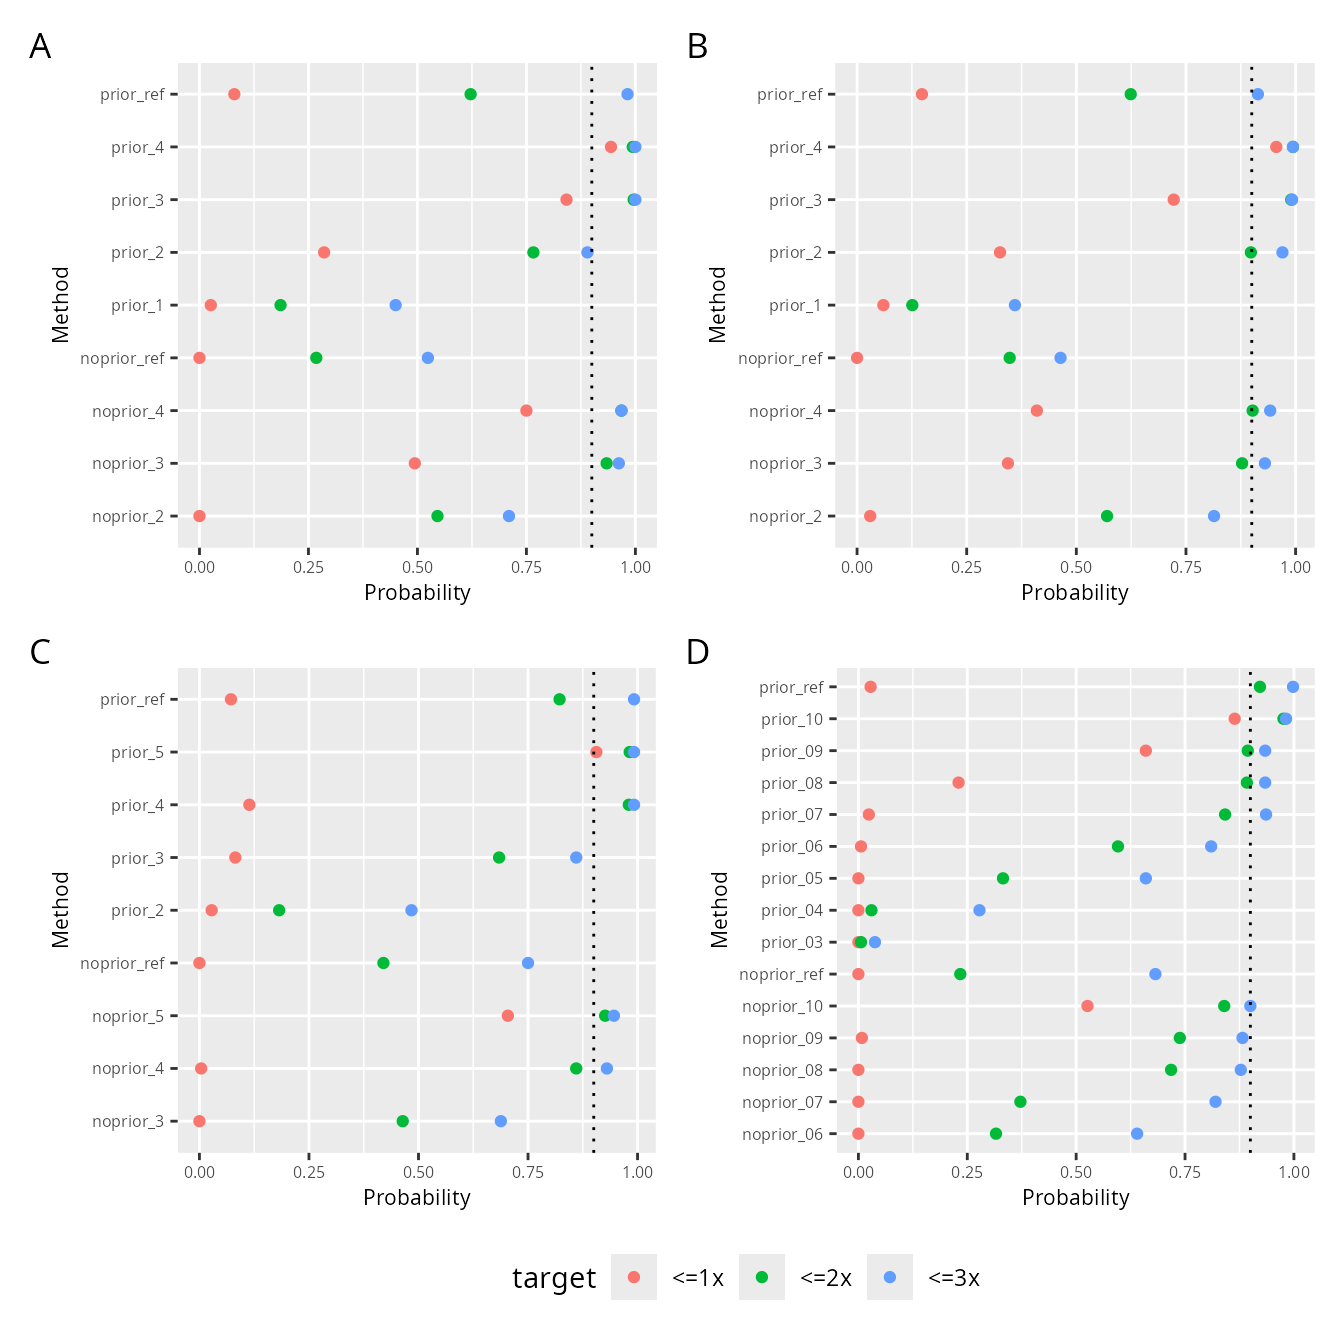 A
prior_ref
prior_4
prior_3
prior_2
prior_1
noprior_ref
noprior_4
noprior_3
noprior_2
Method
0.00 0.25 0.50 0.75 1.00
Probability
B
prior_ref
prior_4
prior_3
prior_2
prior_1
noprior_ref
noprior_4
noprior_3
noprior_2
Method
0.00 0.25 0.50 0.75 1.00
Probability
C
prior_ref
prior_5
prior_4
prior_3
prior_2
noprior_ref
noprior_5
noprior_4
noprior_3
Method
0.00 0.25 0.50 0.75 1.00
Probability
D
prior_ref
prior_10
prior_09
prior_08
prior_07
prior_06
prior_05
prior_04
prior_03
noprior_ref
noprior_10
noprior_09
noprior_08
noprior_07
noprior_06
Method
0.00 0.25 0.50 0.75 1.00
Probability
target <=1x <=2x <=3x